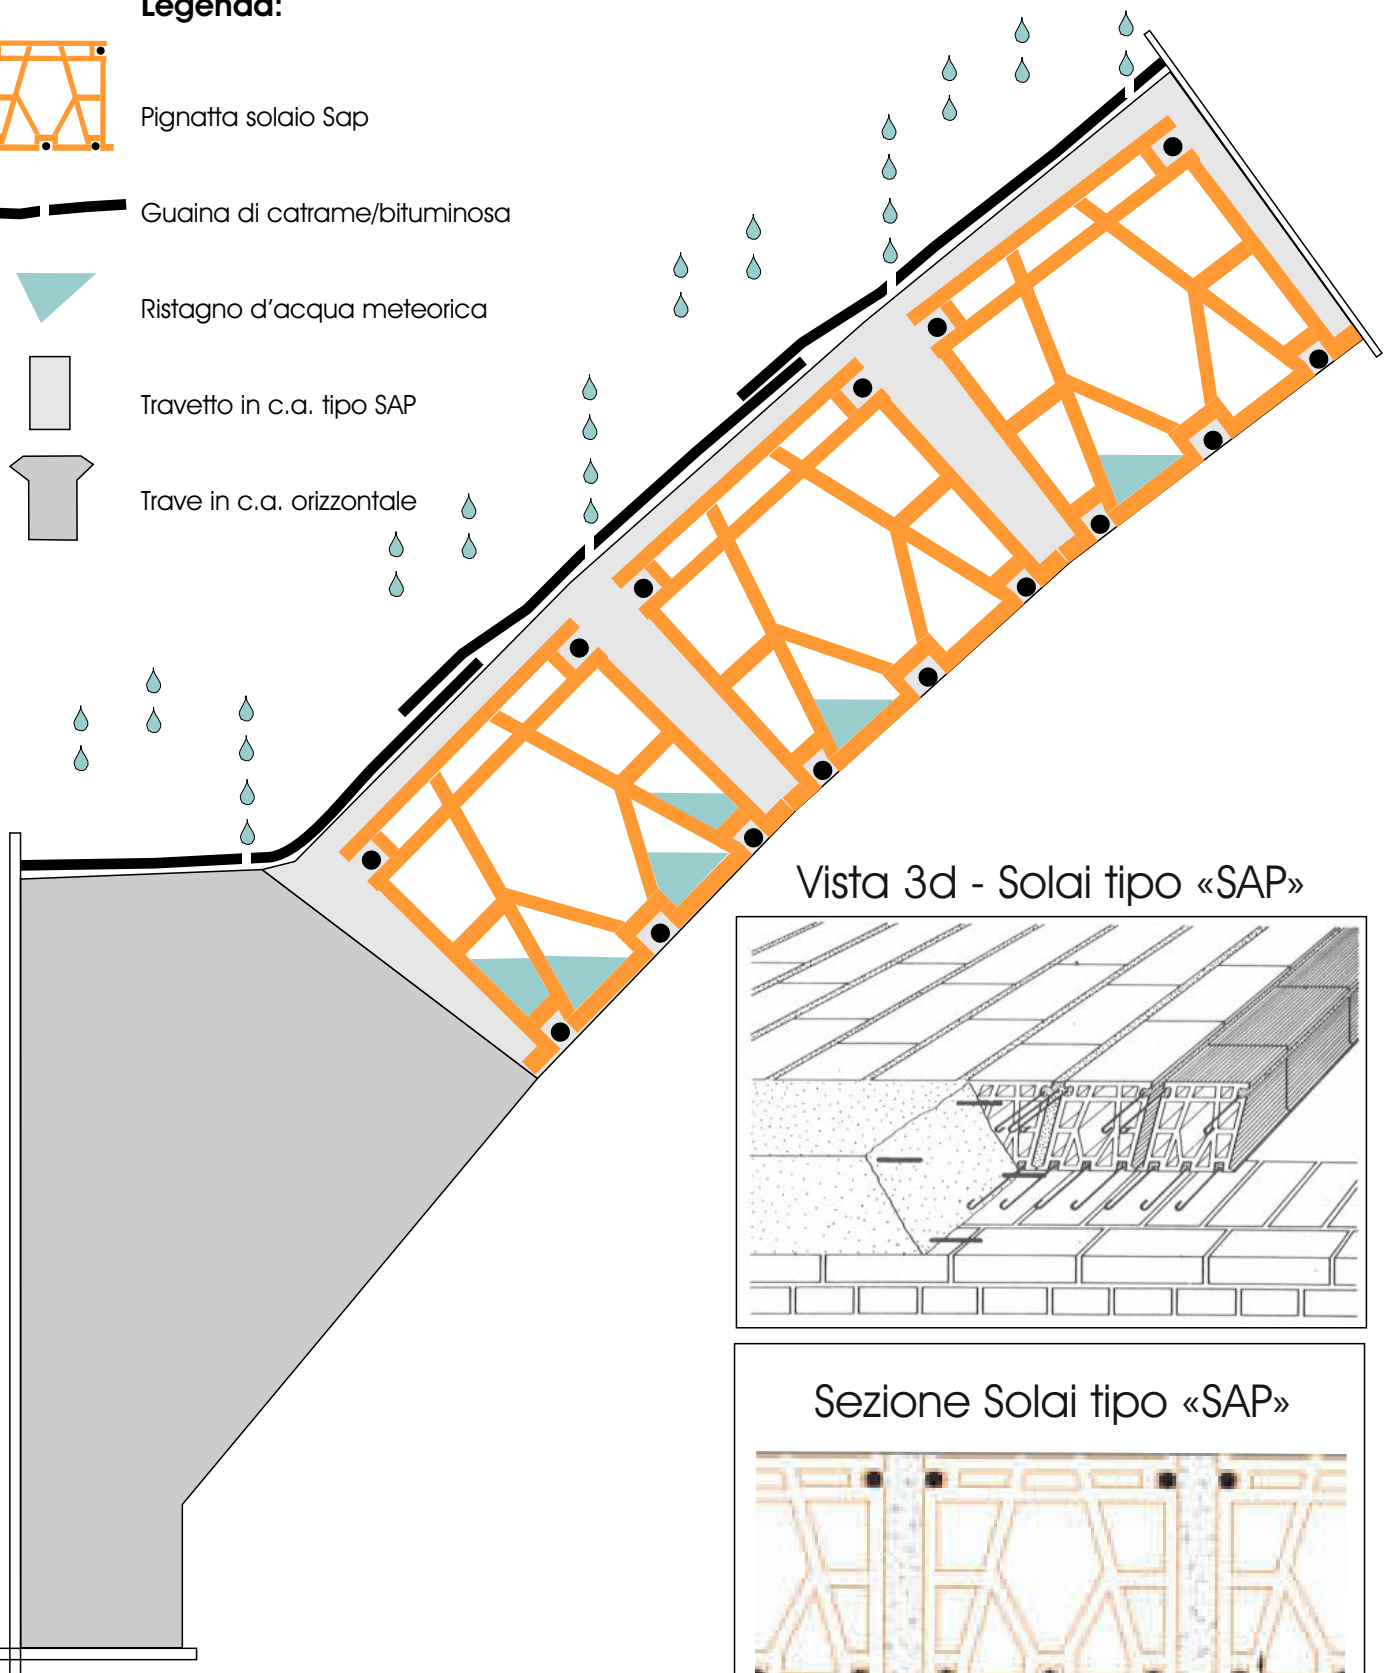 Legenda:
Pignatta solaio Sap
Guaina di catrame/bituminosa
Ristagno d'acqua meteorica
Travetto in c.a. tipo SAP
Trave in c.a. orizzontale
Vista 3d - Solai tipo «SAP»
Sezione Solai tipo «SAP»